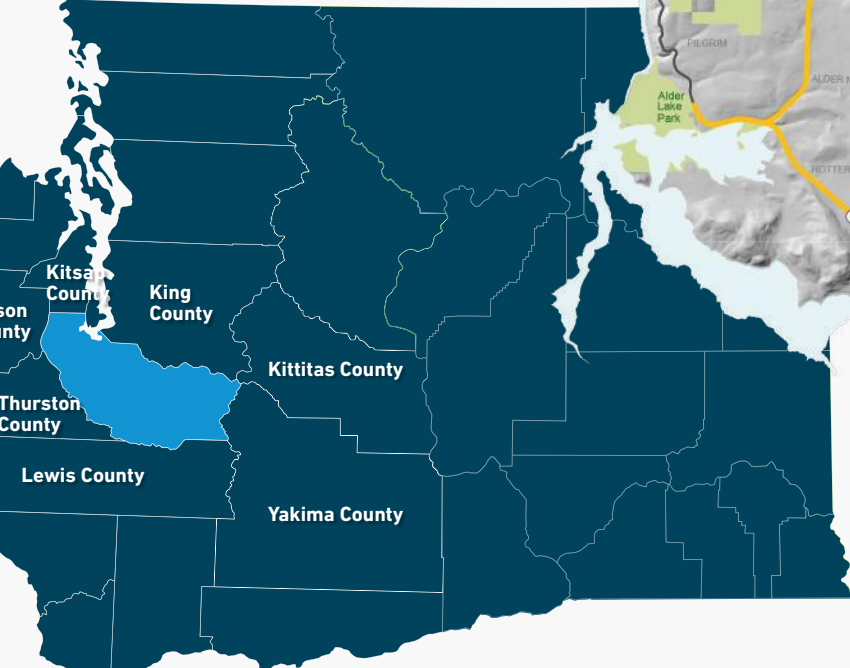 PILGRIM
ALDER
Alder
Lake
Park
HOTTER
Kitsap
County
King
County
son
nty
Kittitas County
Thurston
County
Lewis County
Yakima County